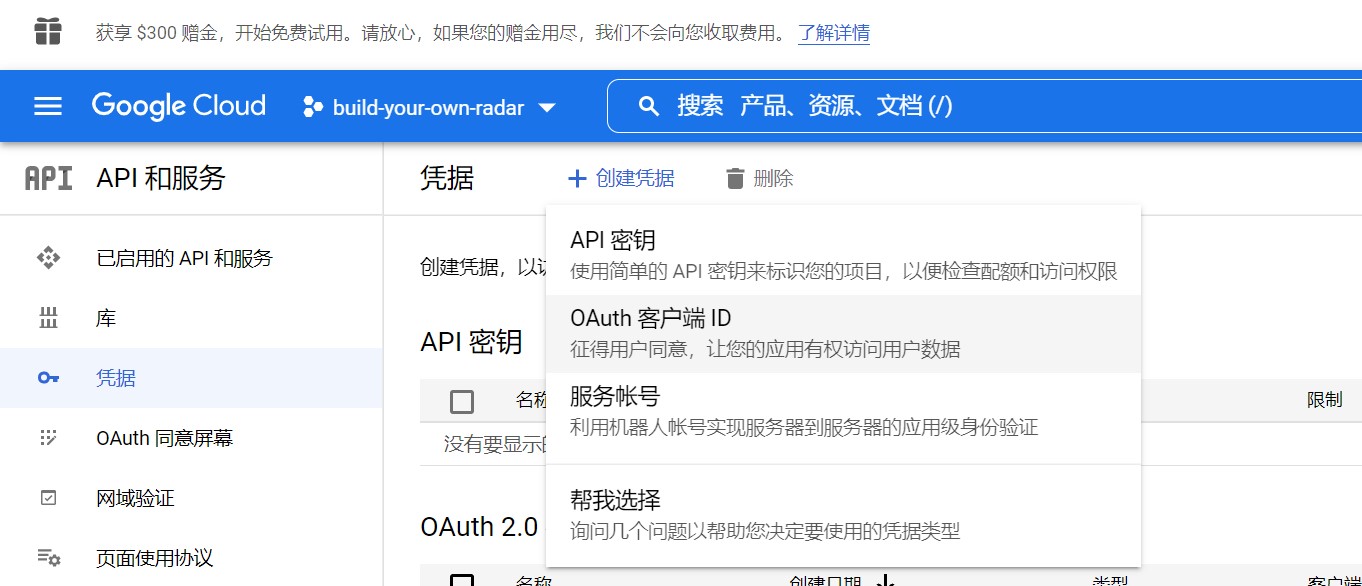 获享 $300 赠金，开始免费试用。请放心，如果您的赠金用尽，我们不会向您收取费用。 了解详情
Google Cloud build-your-own-radar 搜索 产品、资源、文档 (/)
API API 和服务
凭据 创建凭据 删除
已启用的 API 和服务
库
凭据
OAuth 同意屏幕
网域验证
页面使用协议
创建凭据，以
API 密钥
使用简单的 API 密钥来标识您的项目，以便检查配额和访问权限
OAuth 客户端 ID
征得用户同意，让您的应用有权访问用户数据
服务帐号
利用机器人帐号实现服务器到服务器的应用级身份验证
帮我选择
询问几个问题以帮助您决定要使用的凭据类型
API 密钥
名称 限制
没有要显示
OAuth 2.0
名称 创建日期 类型 客户端